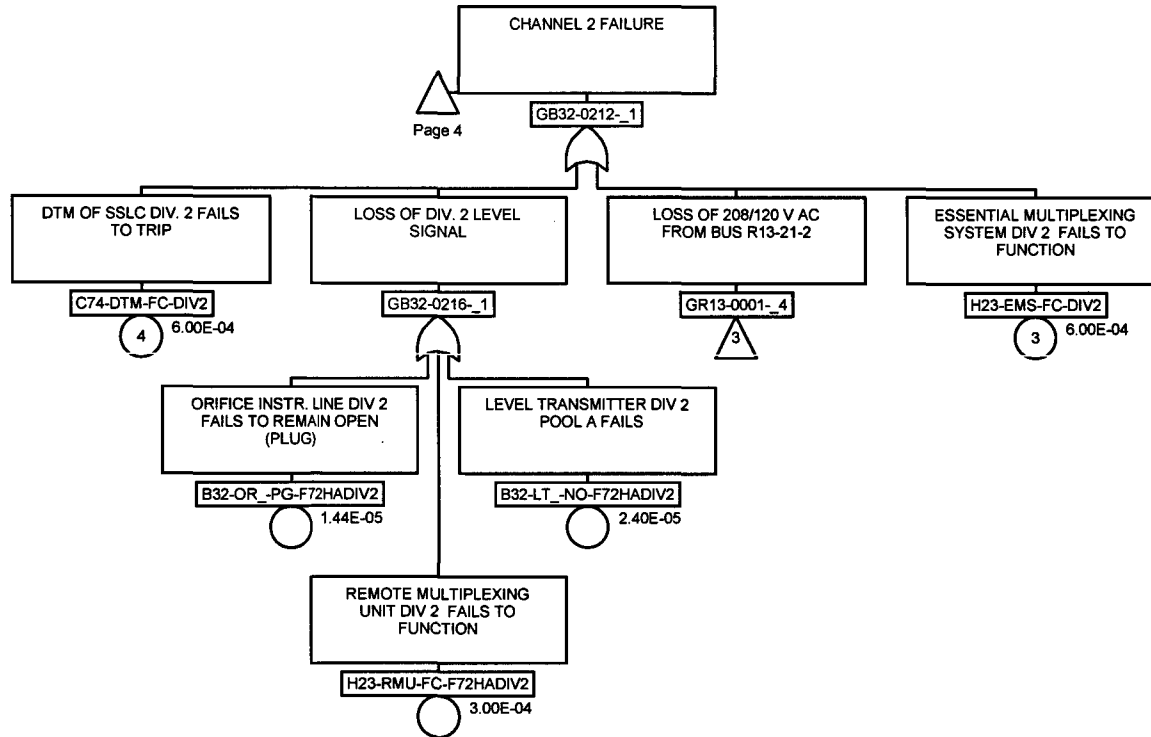 CHANNEL 2 FAILURE
Page 4
GB32-0212-_1
DTM OF SSLC DIV. 2 FAILS
TO TRIP
C74-DTM-FC-DIV2
4
6.00E-04
LOSS OF DIV. 2 LEVEL
SIGNAL
GB32-0216-_1
LOSS OF 208/120 V AC
FROM BUS R13-21-2
GR13-0001-_4
3
ESSENTIAL MULTIPLEXING
SYSTEM DIV 2 FAILS TO
FUNCTION
H23-EMS-FC-DIV2
3
6.00E-04
ORIFICE INSTR. LINE DIV 2
FAILS TO REMAIN OPEN
(PLUG)
B32-OR_-PG-F72HADIV2
1.44E-05
LEVEL TRANSMITTER DIV 2
POOL A FAILS
B32-LT_-NO-F72HADIV2
2.40E-05
REMOTE MULTIPLEXING
UNIT DIV 2 FAILS TO
FUNCTION
H23-RMU-FC-F72HADIV2
3.00E-04